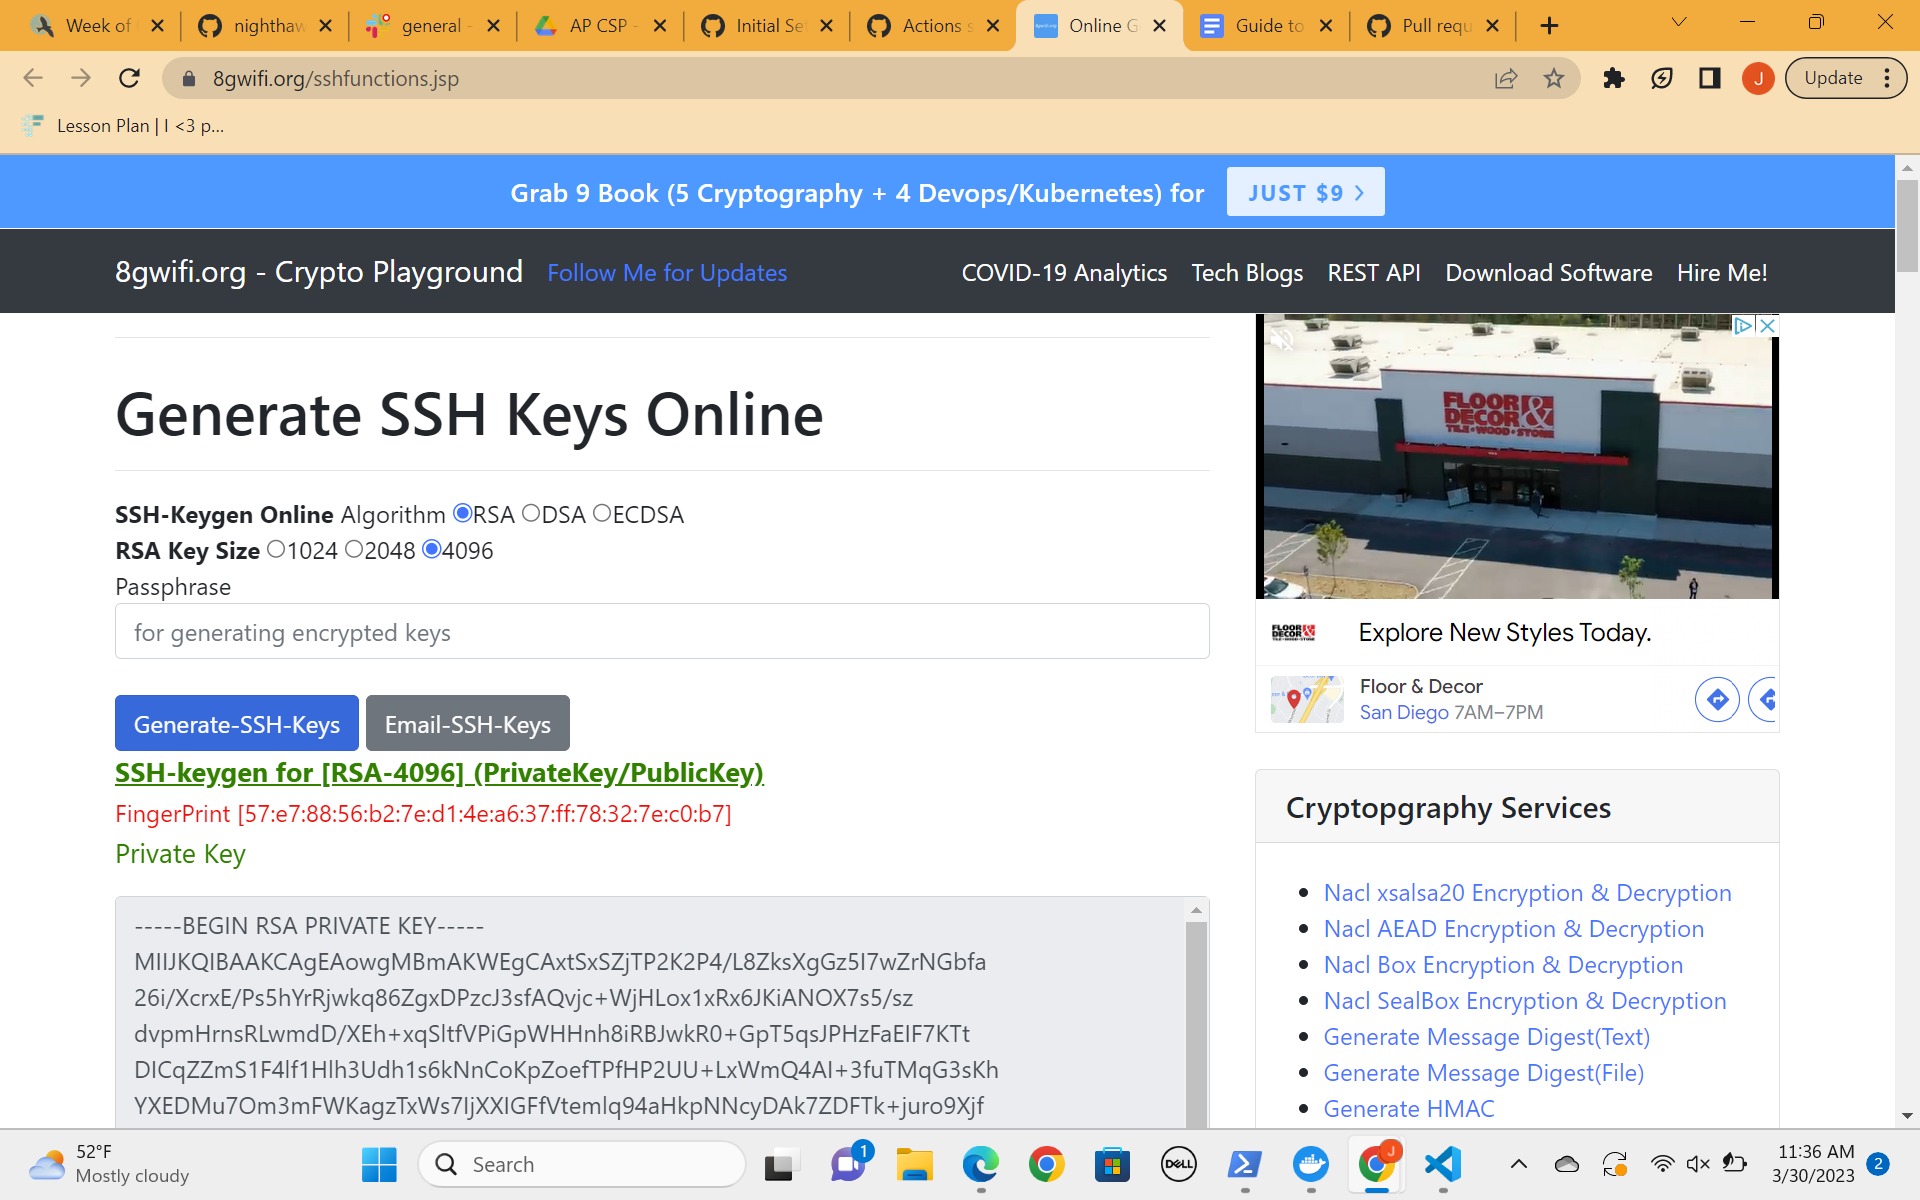 Week of
nighthaw
general -
AP CSP -
Initial Se
Actions s
Online G
Guide to
Pull requ
8gwifi.org/sshfunctions.jsp
J
Update
Lesson Plan | I <3 p...
Grab 9 Book (5 Cryptography + 4 Devops/Kubernetes) for
JUST $9 >
8gwifi.org - Crypto Playground
Follow Me for Updates
COVID-19 Analytics
Tech Blogs
REST API
Download Software
Hire Me!
Generate SSH Keys Online
SSH-Keygen Online Algorithm RSA DSA ECDSA
RSA Key Size 1024 2048 4096
Passphrase
for generating encrypted keys
Generate-SSH-Keys
Email-SSH-Keys
SSH-keygen for [RSA-4096] (PrivateKey/PublicKey)
FingerPrint [57:e7:88:56:b2:7e:d1:4e:a6:37:ff:78:32:7e:c0:b7]
Private Key
-----BEGIN RSA PRIVATE KEY-----
MIIJKQIBAAKCAgEAowgMBmAKWEgCAxtSxSZjTP2K2P4/L8ZksXgGz5I7wZrNGbfa
26i/XcrxE/Ps5hYrRjwkq86ZgxDPzcJ3sfAQvjc+WjHLox1xRx6JKiANOX7s5/sz
dvpmHrnsRLwmdD/XEh+xqSltfVPiGpWHHnh8iRBJwkR0+GpT5qsJPHzFaEIF7KTt
DICqZZmS1F4lf1Hlh3Udh1s6kNnCoKpZoefTPfHP2UU+LxWmQ4AI+3fuTMqG3sKh
YXEDMu7Om3mFWKagzTxWs7IjXXIGFfVtemlq94aHkpNNcyDAk7ZDFTk+juro9Xjf
FLOOR & DECOR
TILE • WOOD • STONE
FLOOR & DECOR
Explore New Styles Today.
Floor & Decor
San Diego 7AM–7PM
Cryptopgraphy Services
Nacl xsalsa20 Encryption & Decryption
Nacl AEAD Encryption & Decryption
Nacl Box Encryption & Decryption
Nacl SealBox Encryption & Decryption
Generate Message Digest(Text)
Generate Message Digest(File)
Generate HMAC
52°F
Mostly cloudy
Search
1
DELL
J
11:36 AM
3/30/2023
2